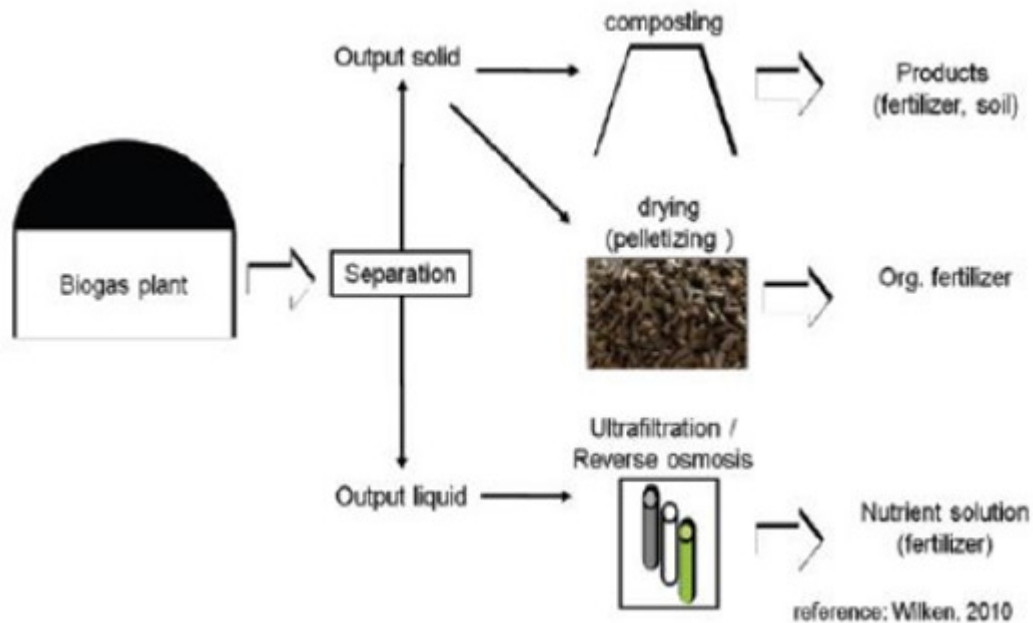 composting
Output solid
Products
(fertilizer, soil)
drying
(pelletizing )
Biogas plant
Separation
Org. fertilizer
Ultrafiltration /
Reverse osmosis
Output liquid
Nutrient solution
(fertilizer)
reference: Wilken, 2010